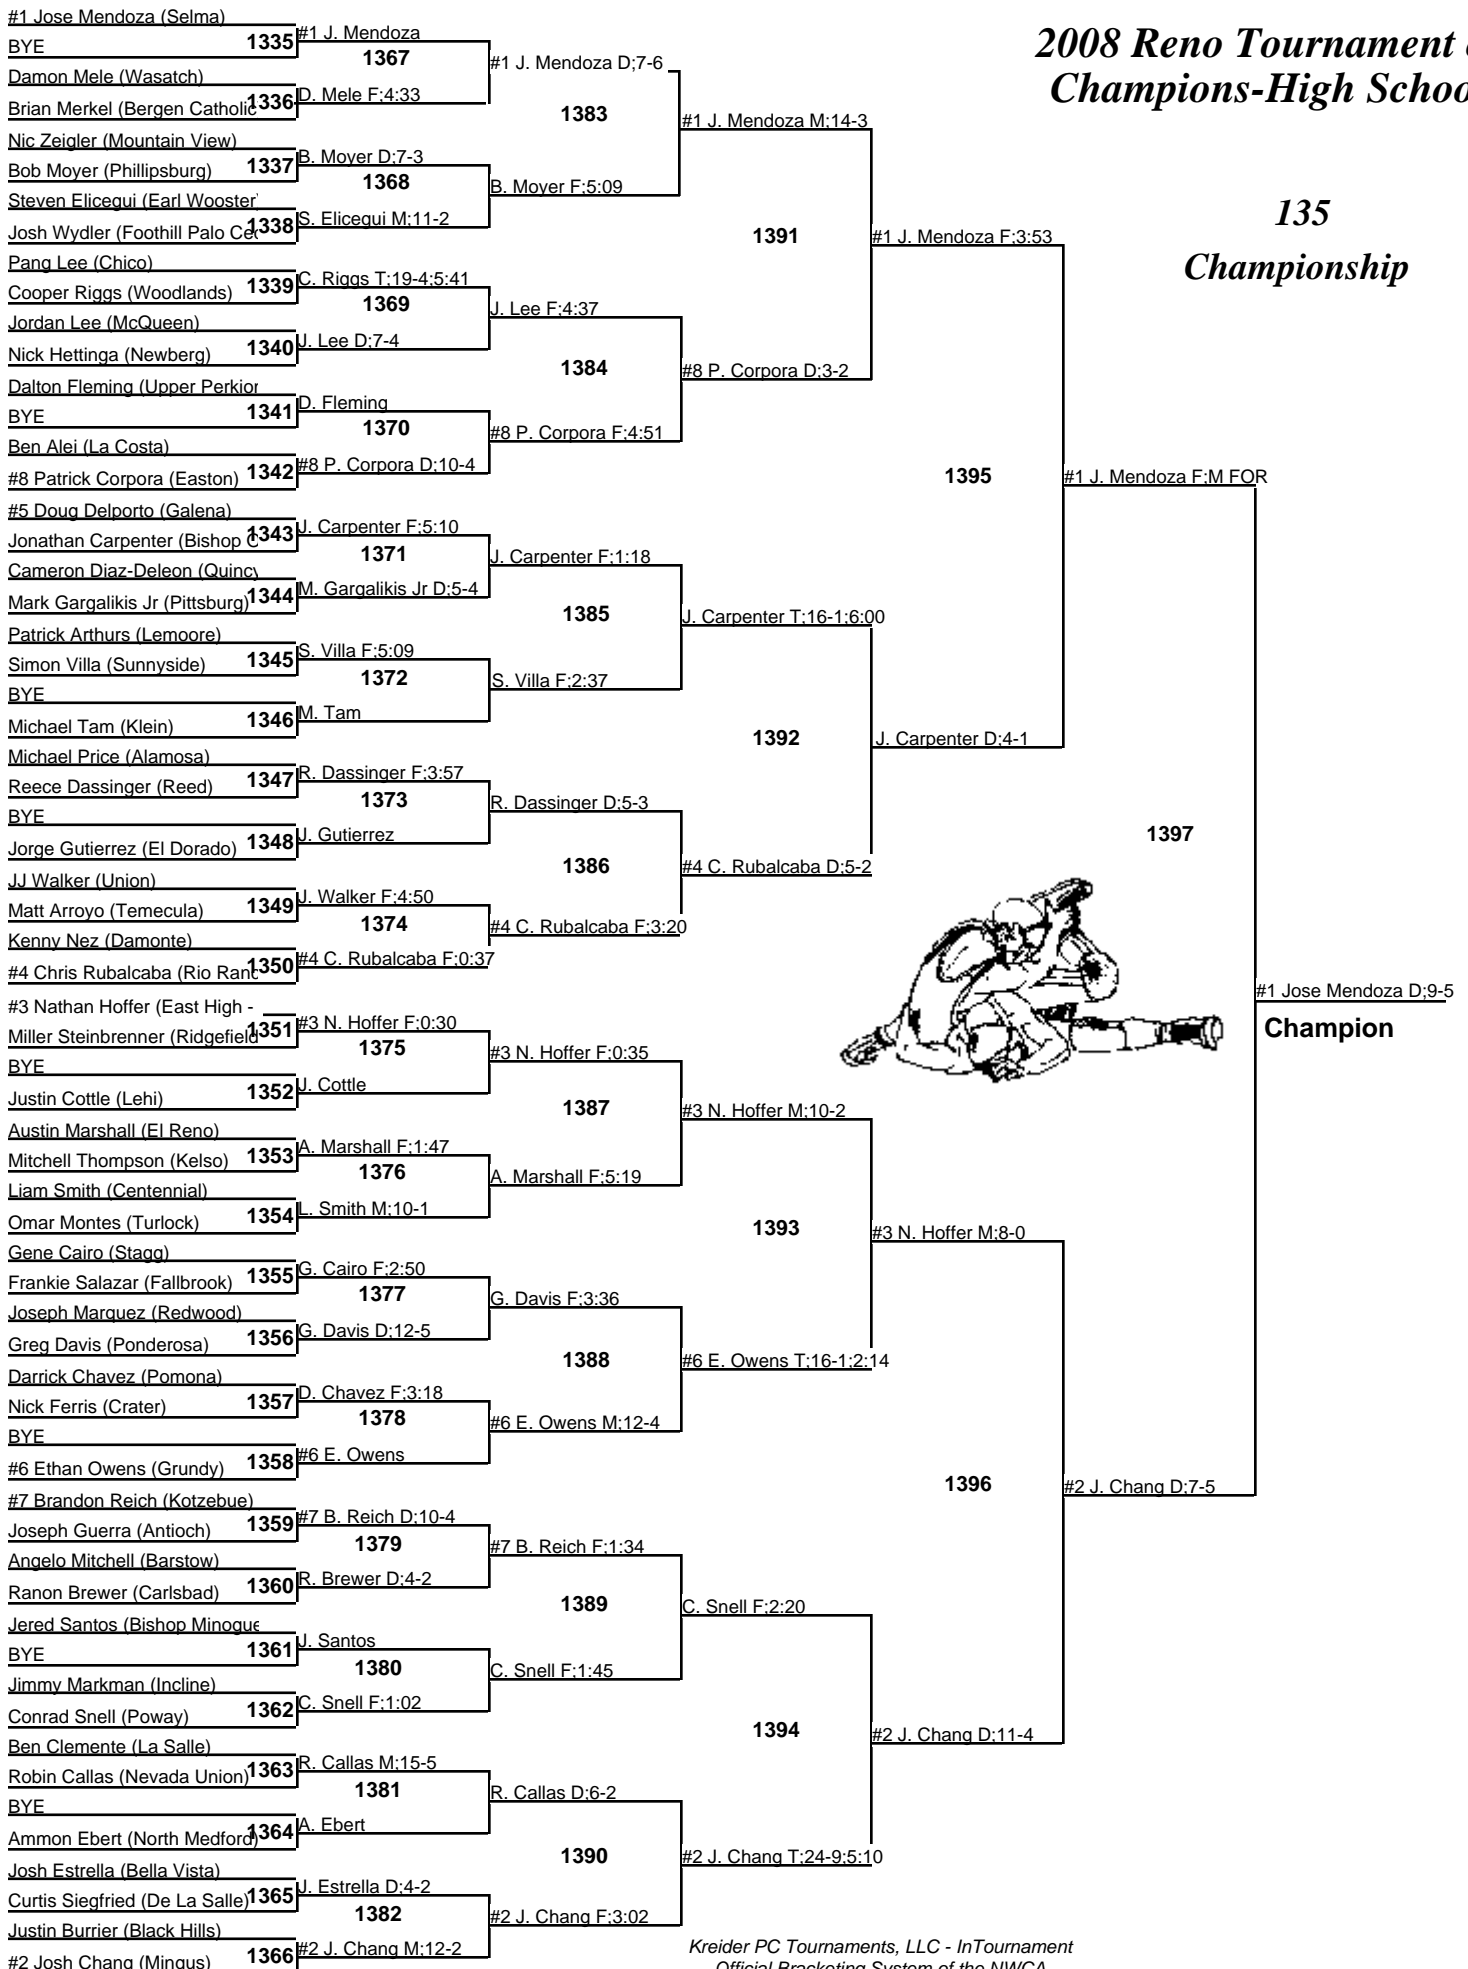 2008 Reno Tournament
Champions-High Schoo
135
Championship
#1 Jose Mendoza (Selma)
BYE
1335
Damon Mele (Wasatch)
Brian Merkel (Bergen Catholic
1336
Nic Zeigler (Mountain View)
Bob Moyer (Phillipsburg)
1337
Steven Elicegui (Earl Wooster
Josh Wydler (Foothill Palo Ce
1338
Pang Lee (Chico)
Cooper Riggs (Woodlands)
1339
Jordan Lee (McQueen)
Nick Hettinga (Newberg)
1340
Dalton Fleming (Upper Perkio
BYE
1341
Ben Alei (La Costa)
#8 Patrick Corpora (Easton)
1342
#5 Doug Delporto (Galena)
Jonathan Carpenter (Bishop
1343
Cameron Diaz-Deleon (Quincy
Mark Gargalikis Jr (Pittsburg)
1344
Patrick Arthurs (Lemoore)
Simon Villa (Sunnyside)
1345
BYE
Michael Tam (Klein)
1346
Michael Price (Alamosa)
Reece Dassinger (Reed)
1347
BYE
Jorge Gutierrez (El Dorado)
1348
JJ Walker (Union)
Matt Arroyo (Temecula)
1349
Kenny Nez (Damonte)
#4 Chris Rubalcaba (Rio Ranc
1350
#3 Nathan Hoffer (East High -
Miller Steinbrenner (Ridgefield
1351
BYE
Justin Cottle (Lehi)
1352
Austin Marshall (El Reno)
Mitchell Thompson (Kelso)
1353
Liam Smith (Centennial)
Omar Montes (Turlock)
1354
Gene Cairo (Stagg)
Frankie Salazar (Fallbrook)
1355
Joseph Marquez (Redwood)
Greg Davis (Ponderosa)
1356
Darrick Chavez (Pomona)
Nick Ferris (Crater)
1357
BYE
#6 Ethan Owens (Grundy)
1358
#7 Brandon Reich (Kotzebue)
Joseph Guerra (Antioch)
1359
Angelo Mitchell (Barstow)
Ranon Brewer (Carlsbad)
1360
Jered Santos (Bishop Minogue
BYE
1361
Jimmy Markman (Incline)
Conrad Snell (Poway)
1362
Ben Clemente (La Salle)
Robin Callas (Nevada Union)
1363
BYE
Ammon Ebert (North Medford)
1364
Josh Estrella (Bella Vista)
Curtis Siegfried (De La Salle)
1365
Justin Burrier (Black Hills)
#2 Josh Chang (Mingus)
1366
#1 J. Mendoza
1367
D. Mele F;4:33
B. Moyer D;7-3
1368
S. Elicegui M;11-2
C. Riggs T;19-4;5:41
1369
J. Lee D;7-4
D. Fleming
1370
#8 P. Corpora D;10-4
J. Carpenter F;5:10
1371
M. Gargalikis Jr D;5-4
S. Villa F;5:09
1372
M. Tam
R. Dassinger F;3:57
1373
J. Gutierrez
J. Walker F;4:50
1374
#4 C. Rubalcaba F;0:37
#3 N. Hoffer F;0:30
1375
J. Cottle
A. Marshall F;1:47
1376
L. Smith M;10-1
G. Cairo F;2:50
1377
G. Davis D;12-5
D. Chavez F;3:18
1378
#6 E. Owens
#7 B. Reich D;10-4
1379
R. Brewer D;4-2
J. Santos
1380
C. Snell F;1:02
R. Callas M;15-5
1381
A. Ebert
J. Estrella D;4-2
1382
#2 J. Chang M;12-2
#1 J. Mendoza D;7-6
1383
B. Moyer F;5:09
J. Lee F;4:37
1384
#8 P. Corpora F;4:51
J. Carpenter F;1:18
1385
S. Villa F;2:37
R. Dassinger D;5-3
1386
#4 C. Rubalcaba F;3:20
#3 N. Hoffer F;0:35
1387
A. Marshall F;5:19
G. Davis F;3:36
1388
#6 E. Owens M;12-4
#7 B. Reich F;1:34
1389
C. Snell F;1:45
R. Callas D;6-2
1390
#2 J. Chang F;3:02
#1 J. Mendoza M;14-3
1391
#8 P. Corpora D;3-2
J. Carpenter T;16-1;6:00
1392
#4 C. Rubalcaba D;5-2
#3 N. Hoffer M;10-2
1393
#6 E. Owens T;16-1;2:14
C. Snell F;2:20
1394
#2 J. Chang T;24-9;5:10
#1 J. Mendoza F;3:53
1395
J. Carpenter D;4-1
#3 N. Hoffer M;8-0
1396
#2 J. Chang D;11-4
#1 J. Mendoza F;M FOR
1397
#2 J. Chang D;7-5
#1 Jose Mendoza D;9-5
Champion
Kreider PC Tournaments, LLC - InTournament
Official Bracketing System of the NWCA